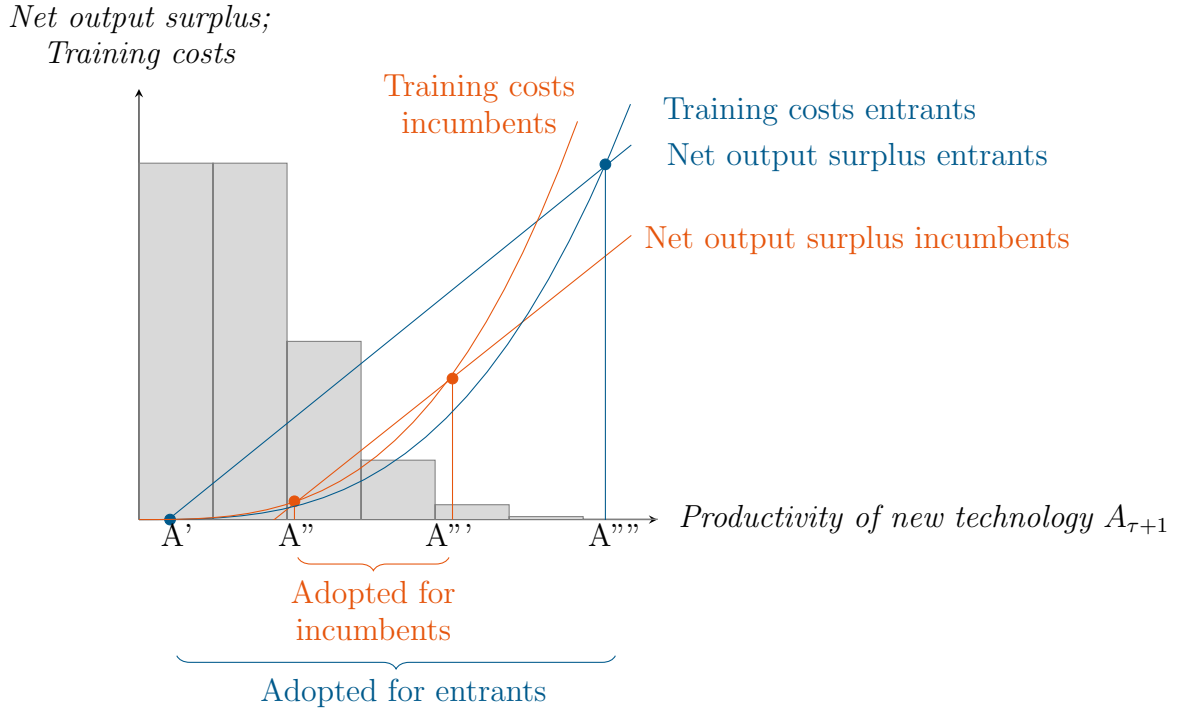 Net output surplus;
Training costs
Training costs
incumbents
Training costs entrants
Net output surplus entrants
Net output surplus incumbents
Productivity of new technology A_{τ+1}
A'
A''
A'''
A''''
Adopted for
incumbents
Adopted for entrants